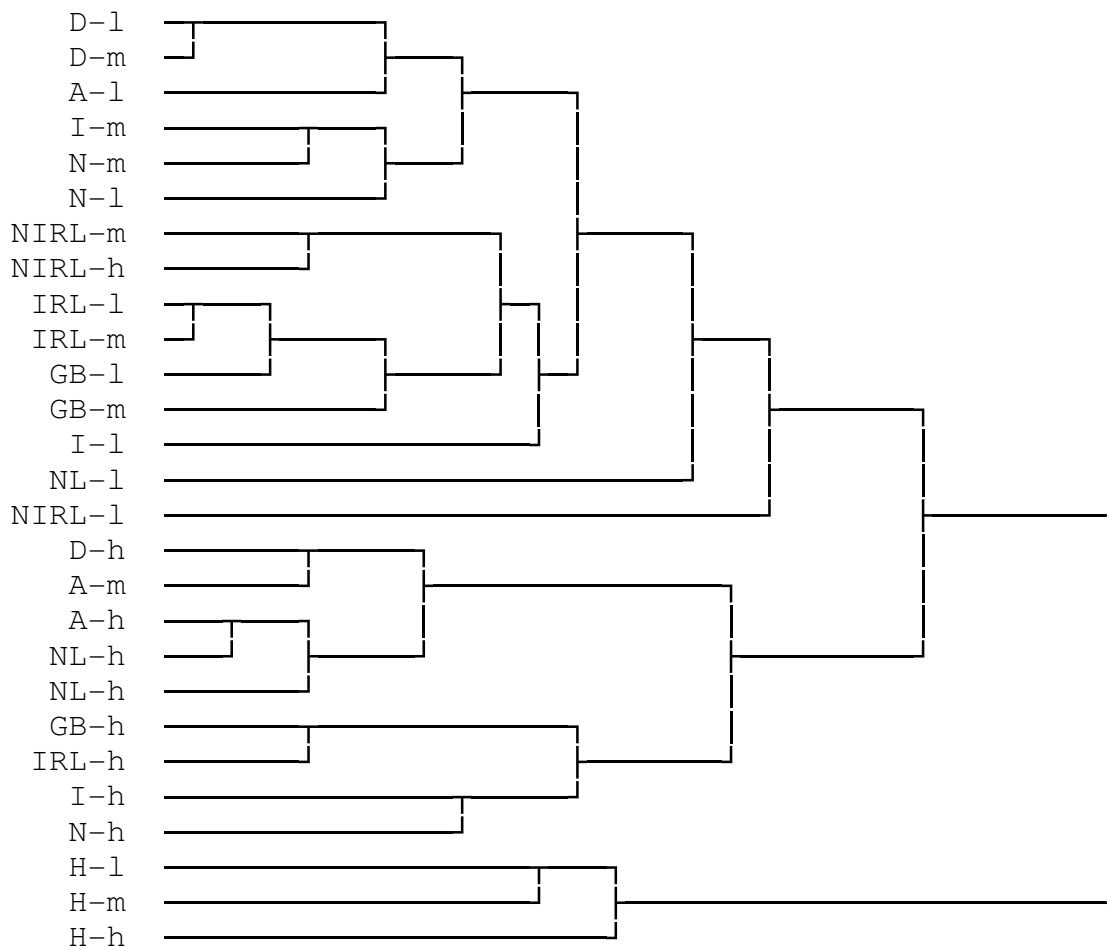 D-l
D-m
A-l
I-m
N-m
N-l
NIRL-m
NIRL-h
IRL-l
IRL-m
GB-l
GB-m
I-l
NL-l
NIRL-l
D-h
A-m
A-h
NL-h
NL-h
GB-h
IRL-h
I-h
N-h
H-l
H-m
H-h